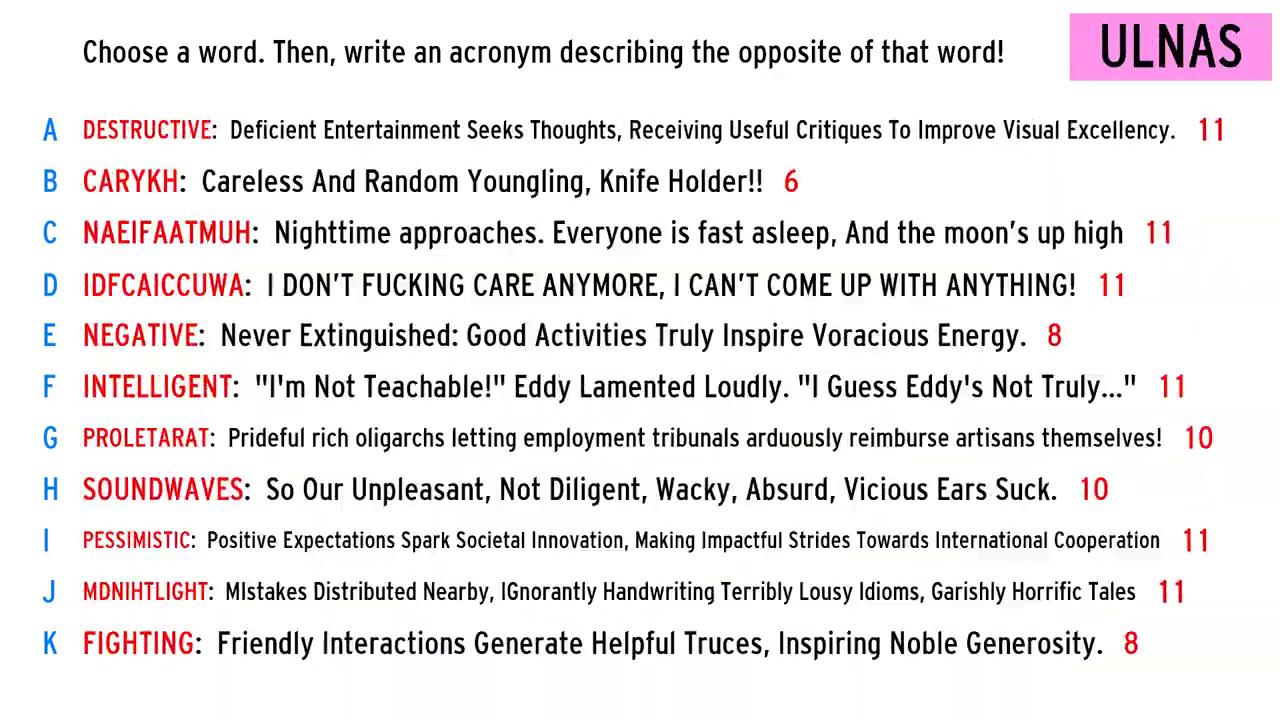 Choose a word. Then, write an acronym describing the opposite of that word!
ULNAS
A DESTRUCTIVE: Deficient Entertainment Seeks Thoughts, Receiving Useful Critiques To Improve Visual Excellency. 11
B CARYKH: Careless And Random Youngling, Knife Holder!! 6
C NAEIFAATMUH: Nighttime approaches. Everyone is fast asleep, And the moon’s up high 11
D IDFCAICCUWA: I DON’T FUCKING CARE ANYMORE, I CAN’T COME UP WITH ANYTHING! 11
E NEGATIVE: Never Extinguished: Good Activities Truly Inspire Voracious Energy. 8
F INTELLIGENT: "I'm Not Teachable!" Eddy Lamented Loudly. "I Guess Eddy's Not Truly..." 11
G PROLETARAT: Prideful rich oligarchs letting employment tribunals arduously reimburse artisans themselves! 10
H SOUNDWAVES: So Our Unpleasant, Not Diligent, Wacky, Absurd, Vicious Ears Suck. 10
I PESSIMISTIC: Positive Expectations Spark Societal Innovation, Making Impactful Strides Towards International Cooperation 11
J MDNIHTLIGHT: MIstakes Distributed Nearby, IGnorantly Handwriting Terribly Lousy Idioms, Garishly Horrific Tales 11
K FIGHTING: Friendly Interactions Generate Helpful Truces, Inspiring Noble Generosity. 8